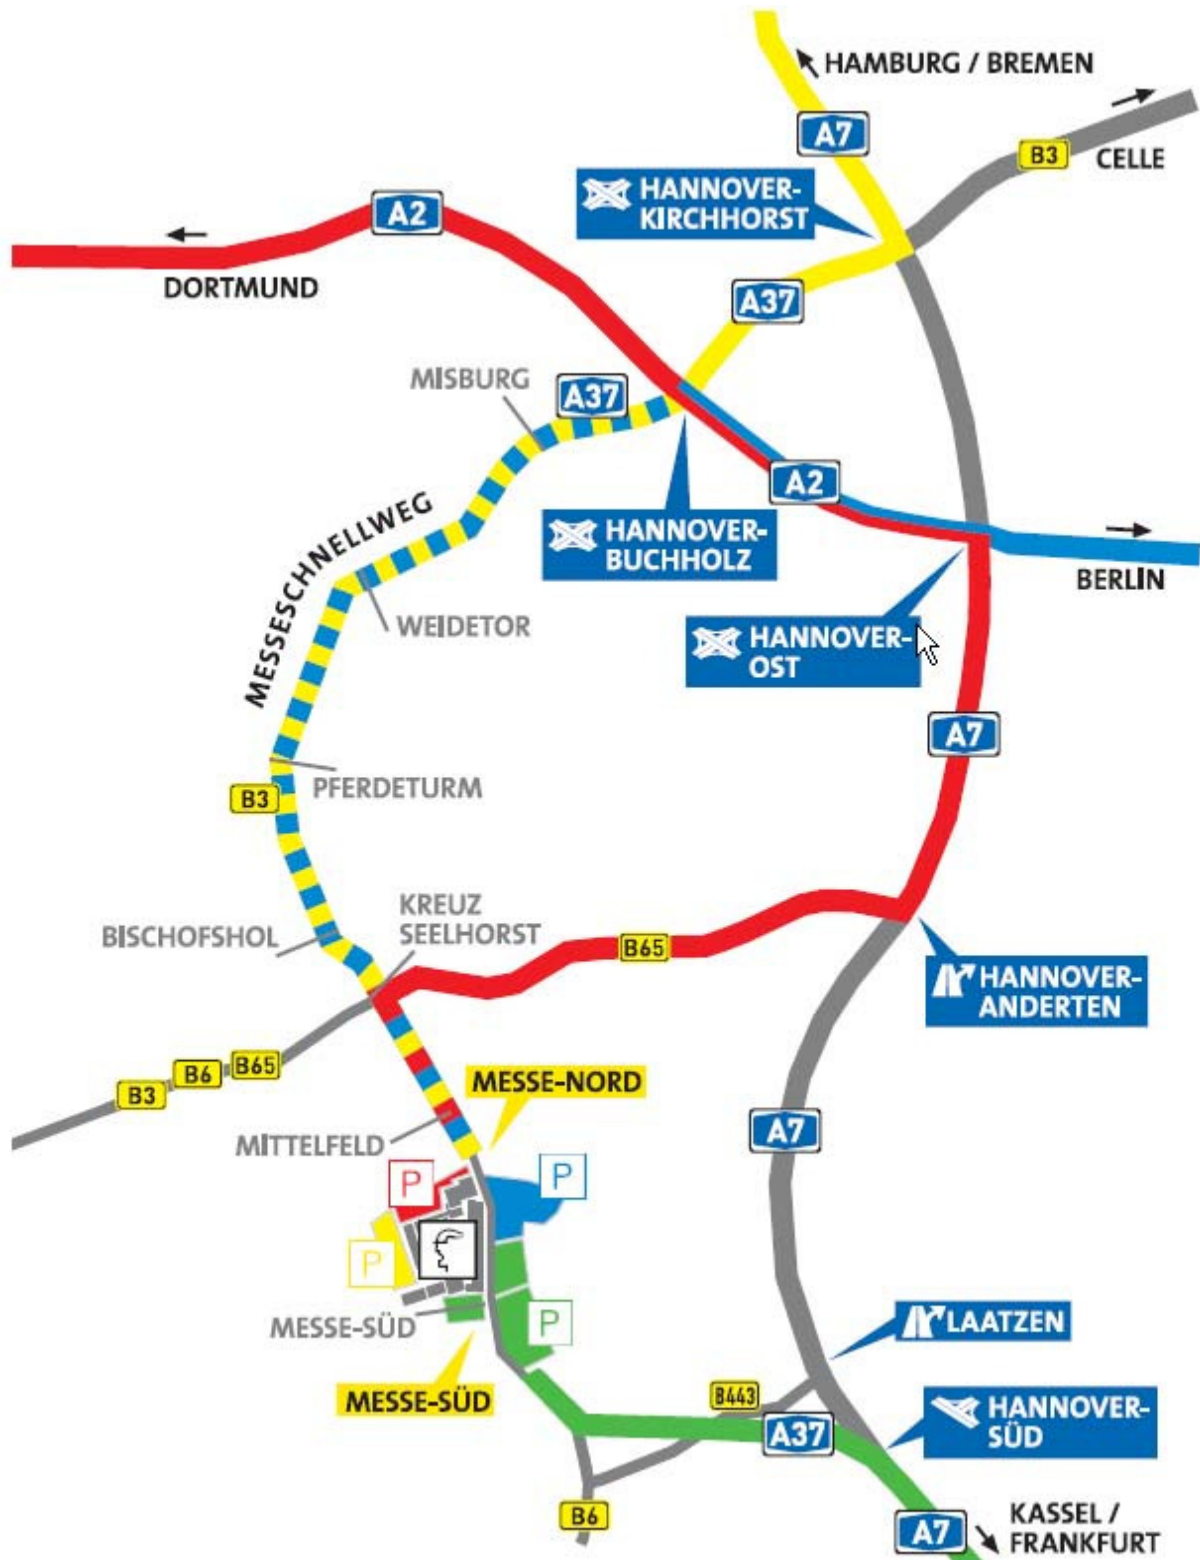 HAMBURG / BREMEN
A7
B3
CELLE
HANNOVER-
KIRCHHORST
A2
DORTMUND
A37
MISBURG
A37
A2
MESSESCHNELLWEG
HANNOVER-
BUCHHOLZ
BERLIN
WEIDETOR
HANNOVER-
OST
A7
PFERDETURM
B3
KREUZ
SEELHORST
BISCHOFSHOL
B65
HANNOVER-
ANDERTEN
B3
B6
B65
MESSE-NORD
MITTELFELD
A7
P
P
P
P
MESSE-SÜD
LAATZEN
MESSE-SÜD
B443
A37
HANNOVER-
SÜD
B6
A7
KASSEL /
FRANKFURT